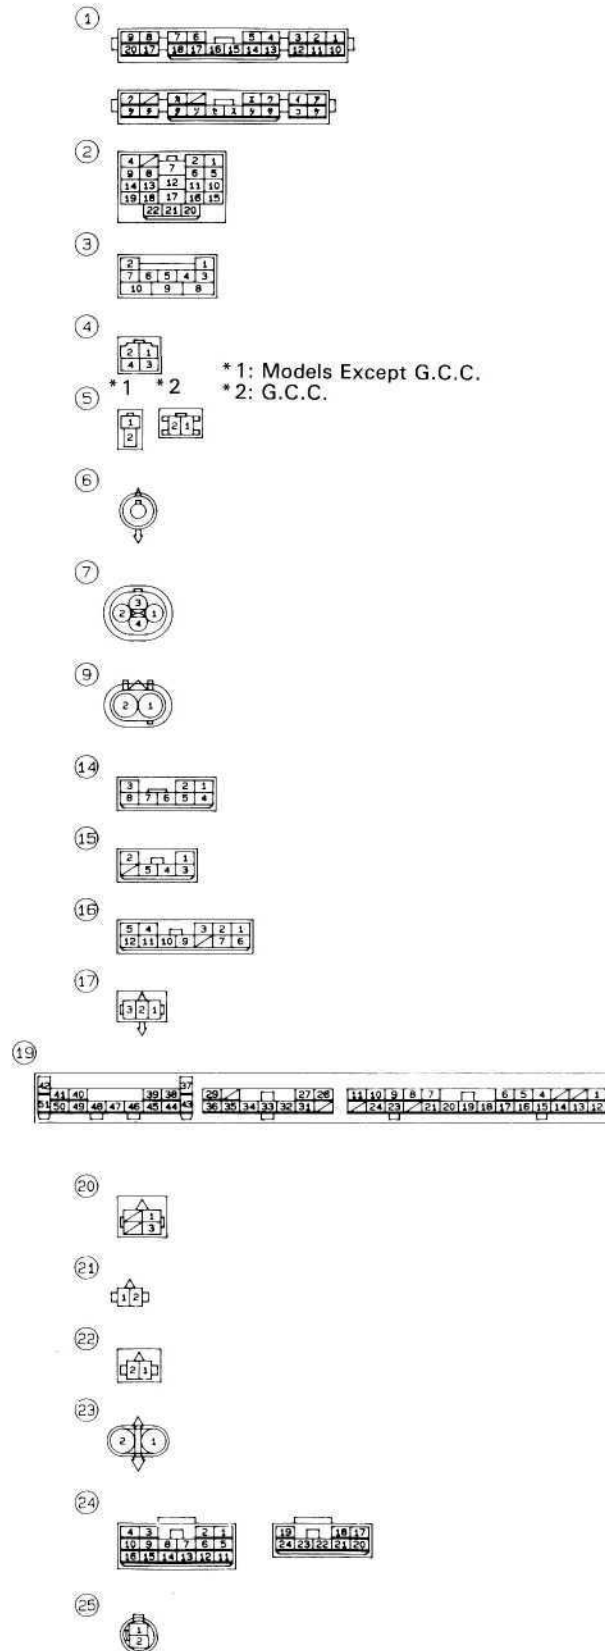 ①
9 8 7 6 5 4 3 2 1
20 17 18 17 16 15 14 13 12 11 10
②
4 7 2 1
9 8 6 5
14 13 12 11 10
19 18 17 16 15
22 21 20
③
2 1
7 6 5 4 3
10 9 8
④
2 1
4 3
*1 *2
*1: Models Except G.C.C.
*2: G.C.C.
⑤
1
2
2 1
⑥
⑦
3
2 1
4
⑨
2 1
⑭
3 2 1
8 7 6 5 4
⑮
2 1
5 4 3
⑯
5 4 3 2 1
12 11 10 9 7 6
⑰
3 2 1
⑲
42 37
41 40 39 38
51 50 49 48 47 46 45 44 43
29 27 26
36 35 34 33 32 31
11 10 9 8 7 6 5 4 1
24 23 21 20 19 18 17 16 15 14 13 12
⑳
1
3
㉑
1 2
㉒
2 1
㉓
2 1
㉔
4 3 2 1
10 9 8 7 6 5
16 15 14 13 12 11
19 18 17
24 23 22 21 20
㉕
1
2